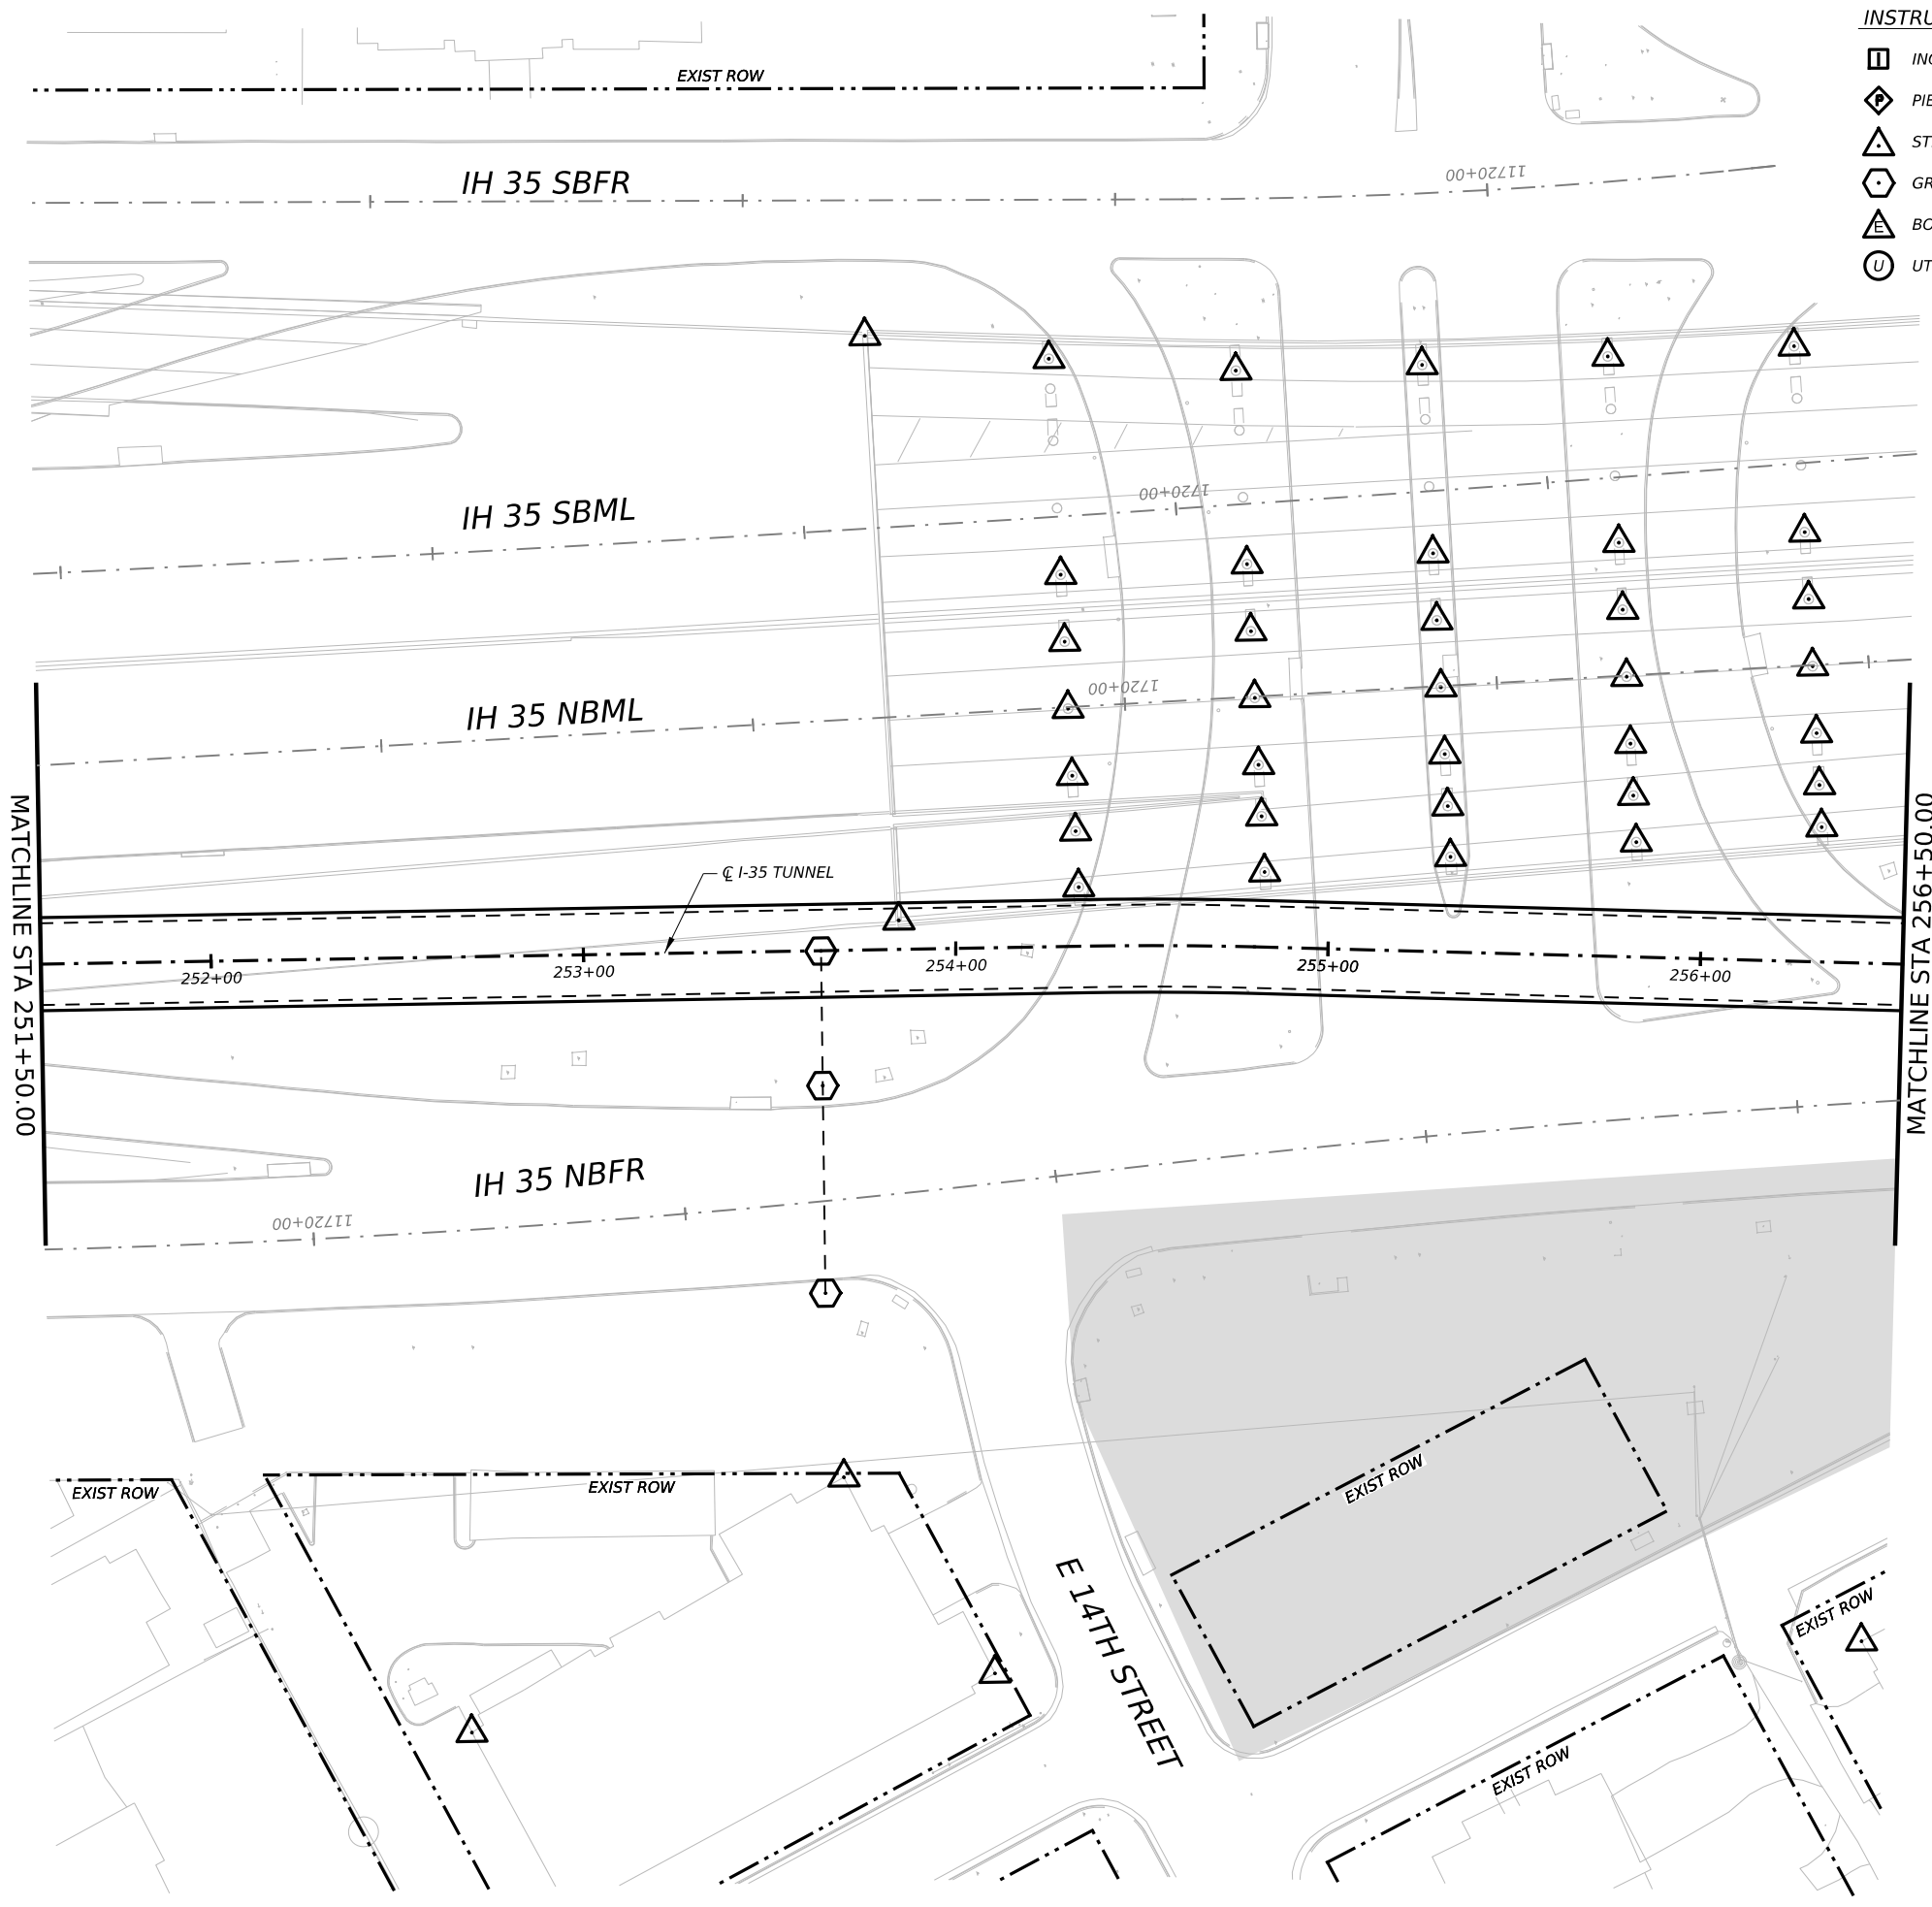 EXIST ROW
IH 35 SBFR
11720+00
P
E
U
IH 35 SBML
1720+00
IH 35 NBML
1720+00
MATCHLINE STA 251+50.00
℄ I-35 TUNNEL
252+00
253+00
254+00
255+00
256+00
MATCHLINE STA 256+50.00
IH 35 NBFR
11720+00
EXIST ROW
EXIST ROW
EXIST ROW
E 14TH STREET
EXIST ROW
EXIST ROW